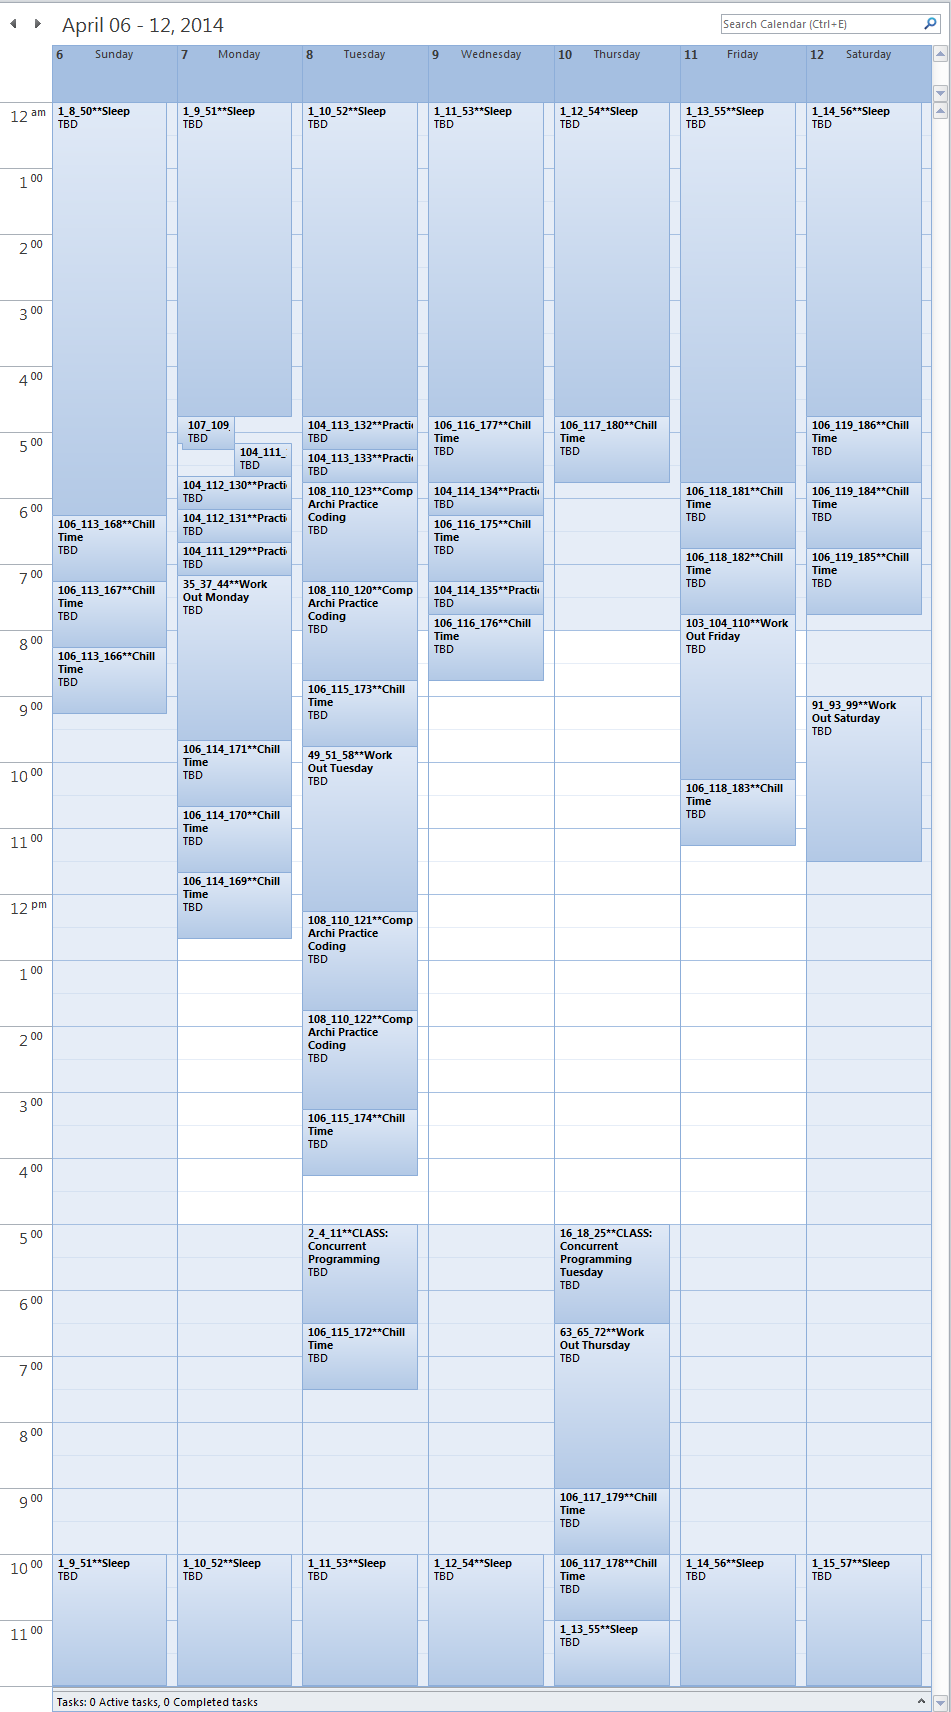 April 06 - 12, 2014
Search Calendar (Ctrl+E)
6 Sunday
7 Monday
8 Tuesday
9 Wednesday
10 Thursday
11 Friday
12 Saturday
12 am
1 00
2 00
3 00
4 00
5 00
6 00
7 00
8 00
9 00
10 00
11 00
12 pm
1 00
2 00
3 00
4 00
5 00
6 00
7 00
8 00
9 00
10 00
11 00
1_8_50**Sleep
TBD
106_113_168**Chill
Time
TBD
106_113_167**Chill
Time
TBD
106_113_166**Chill
Time
TBD
1_9_51**Sleep
TBD
1_9_51**Sleep
TBD
107_109_
TBD
104_111_
TBD
104_112_130**Practi
TBD
104_112_131**Practi
TBD
104_111_129**Practi
TBD
35_37_44**Work
Out Monday
TBD
106_114_171**Chill
Time
TBD
106_114_170**Chill
Time
TBD
106_114_169**Chill
Time
TBD
1_10_52**Sleep
TBD
1_10_52**Sleep
TBD
104_113_132**Practi
TBD
104_113_133**Practi
TBD
108_110_123**Comp
Archi Practice
Coding
TBD
108_110_120**Comp
Archi Practice
Coding
TBD
106_115_173**Chill
Time
TBD
49_51_58**Work
Out Tuesday
TBD
108_110_121**Comp
Archi Practice
Coding
TBD
108_110_122**Comp
Archi Practice
Coding
TBD
106_115_174**Chill
Time
TBD
2_4_11**CLASS:
Concurrent
Programming
TBD
106_115_172**Chill
Time
TBD
1_11_53**Sleep
TBD
1_11_53**Sleep
TBD
106_116_177**Chill
Time
TBD
104_114_134**Practi
TBD
106_116_175**Chill
Time
TBD
104_114_135**Practi
TBD
106_116_176**Chill
Time
TBD
1_12_54**Sleep
TBD
1_12_54**Sleep
TBD
106_117_180**Chill
Time
TBD
16_18_25**CLASS:
Concurrent
Programming
Tuesday
TBD
63_65_72**Work
Out Thursday
TBD
106_117_179**Chill
Time
TBD
106_117_178**Chill
Time
TBD
1_13_55**Sleep
TBD
1_13_55**Sleep
TBD
106_118_181**Chill
Time
TBD
106_118_182**Chill
Time
TBD
103_104_110**Work
Out Friday
TBD
106_118_183**Chill
Time
TBD
1_14_56**Sleep
TBD
1_14_56**Sleep
TBD
106_119_186**Chill
Time
TBD
106_119_184**Chill
Time
TBD
106_119_185**Chill
Time
TBD
91_93_99**Work
Out Saturday
TBD
1_15_57**Sleep
TBD
Tasks: 0 Active tasks, 0 Completed tasks